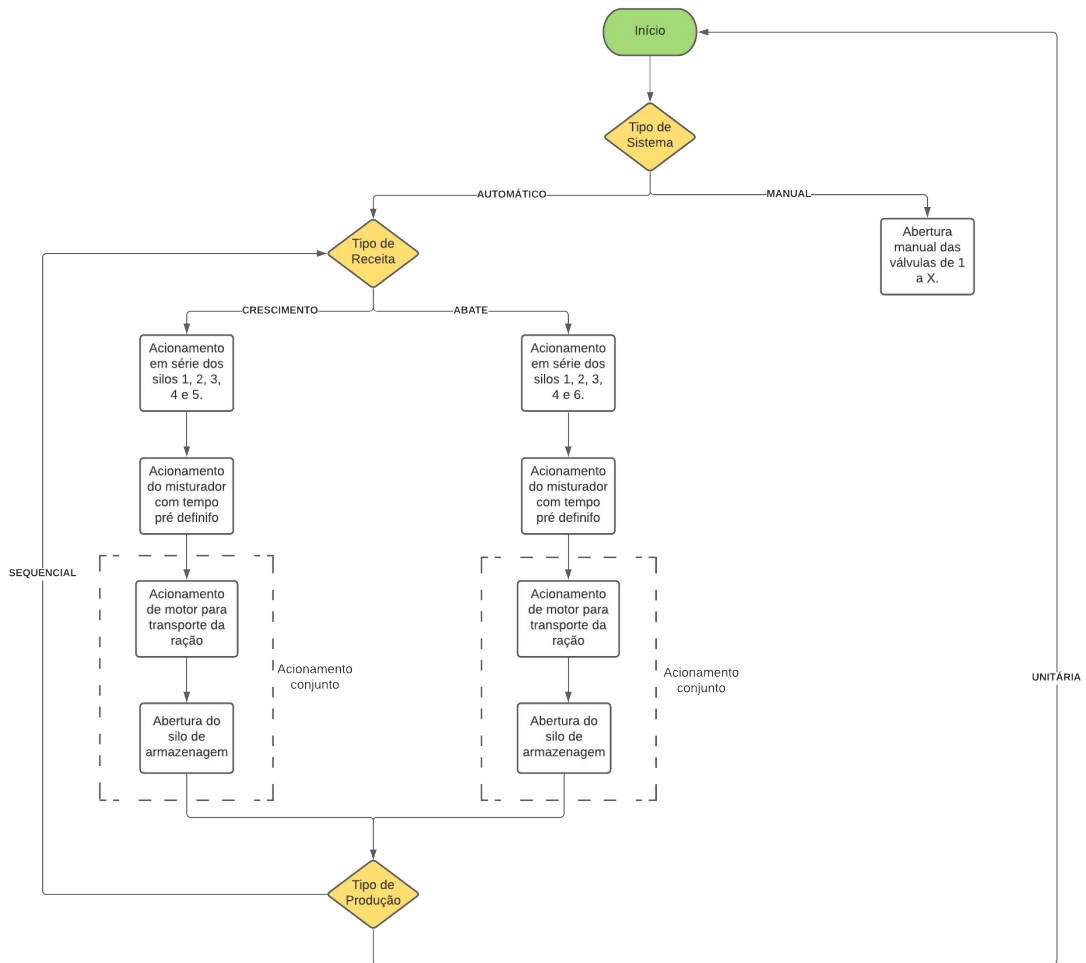 Início
Tipo de
Sistema
AUTOMÁTICO
MANUAL
Abertura
manual das
válvulas de 1
a X.
Tipo de
Receita
CRESCIMENTO
ABATE
Acionamento
em série dos
silos 1, 2, 3,
4 e 5.
Acionamento
em série dos
silos 1, 2, 3,
4 e 6.
Acionamento
do misturador
com tempo
pré definifo
Acionamento
do misturador
com tempo
pré definifo
SEQUENCIAL
Acionamento
de motor para
transporte da
ração
Acionamento
conjunto
Acionamento
de motor para
transporte da
ração
Acionamento
conjunto
UNITÁRIA
Abertura do
silo de
armazenagem
Abertura do
silo de
armazenagem
Tipo de
Produção